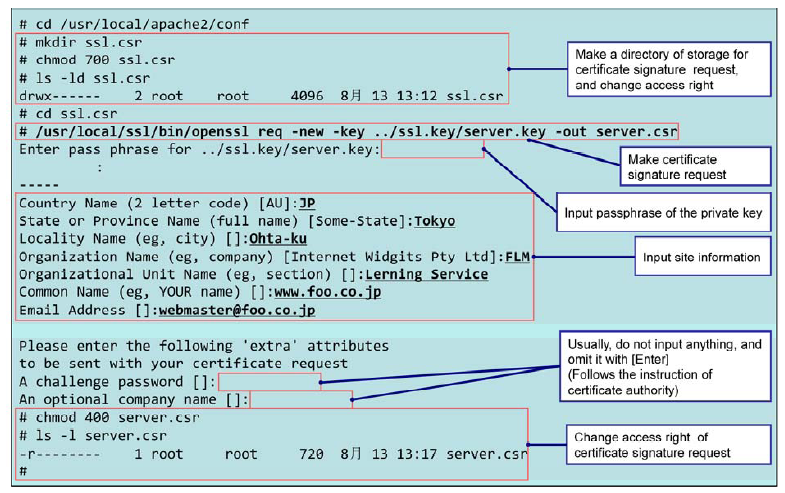 # cd /usr/local/apache2/conf
# mkdir ssl.csr
# chmod 700 ssl.csr
# ls -ld ssl.csr
drwx------ 2 root root 4096 8月 13 13:12 ssl.csr
Make a directory of storage for
certificate signature request,
and change access right
# cd ssl.csr
# /usr/local/ssl/bin/openssl req -new -key ../ssl.key/server.key -out server.csr
Make certificate
signature request
Enter pass phrase for ../ssl.key/server.key:
Input passphrase of the private key
:
-----
Country Name (2 letter code) [AU]:JP
State or Province Name (full name) [Some-State]:Tokyo
Locality Name (eg, city) []:Ohta-ku
Organization Name (eg, company) [Internet Widgits Pty Ltd]:FLM
Organizational Unit Name (eg, section) []:Lerning Service
Common Name (eg, YOUR name) []:www.foo.co.jp
Email Address []:webmaster@foo.co.jp
Input site information
Please enter the following 'extra' attributes
to be sent with your certificate request
A challenge password []:
An optional company name []:
Usually, do not input anything, and
omit it with [Enter]
(Follows the instruction of
certificate authority)
# chmod 400 server.csr
# ls -l server.csr
-r-------- 1 root root 720 8月 13 13:17 server.csr
#
Change access right of
certificate signature request